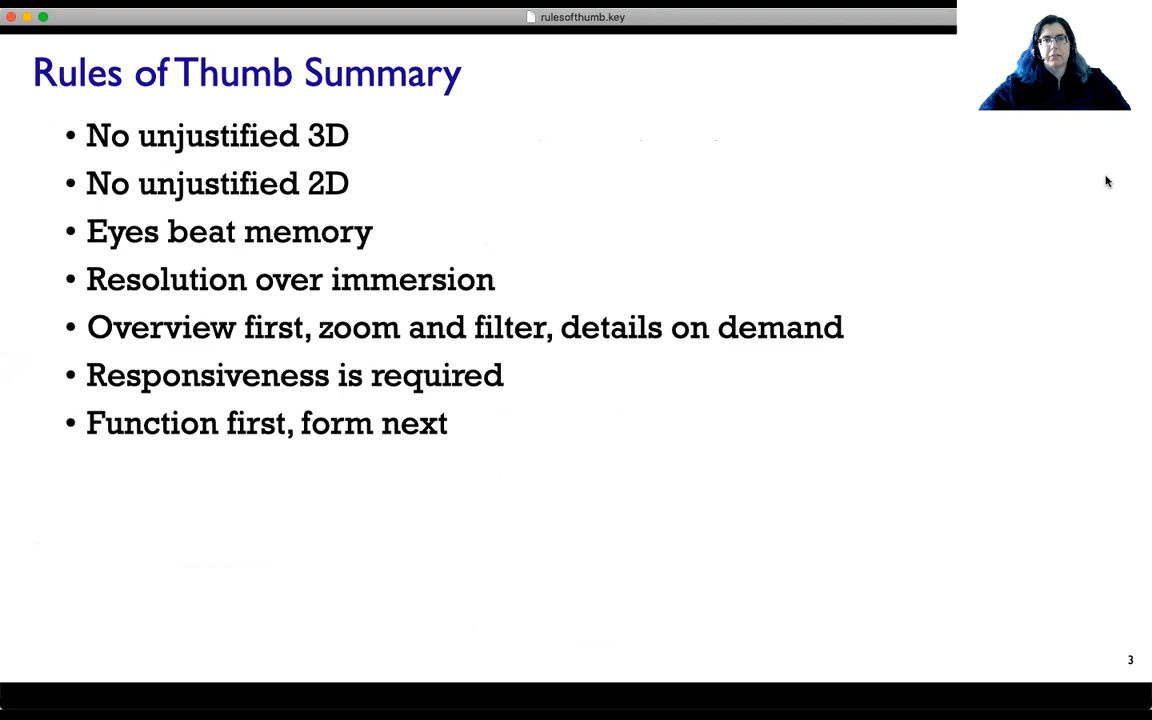 rulesofthumb.key
Rules of Thumb Summary
• No unjustified 3D
• No unjustified 2D
• Eyes beat memory
• Resolution over immersion
• Overview first, zoom and filter, details on demand
• Responsiveness is required
• Function first, form next
3